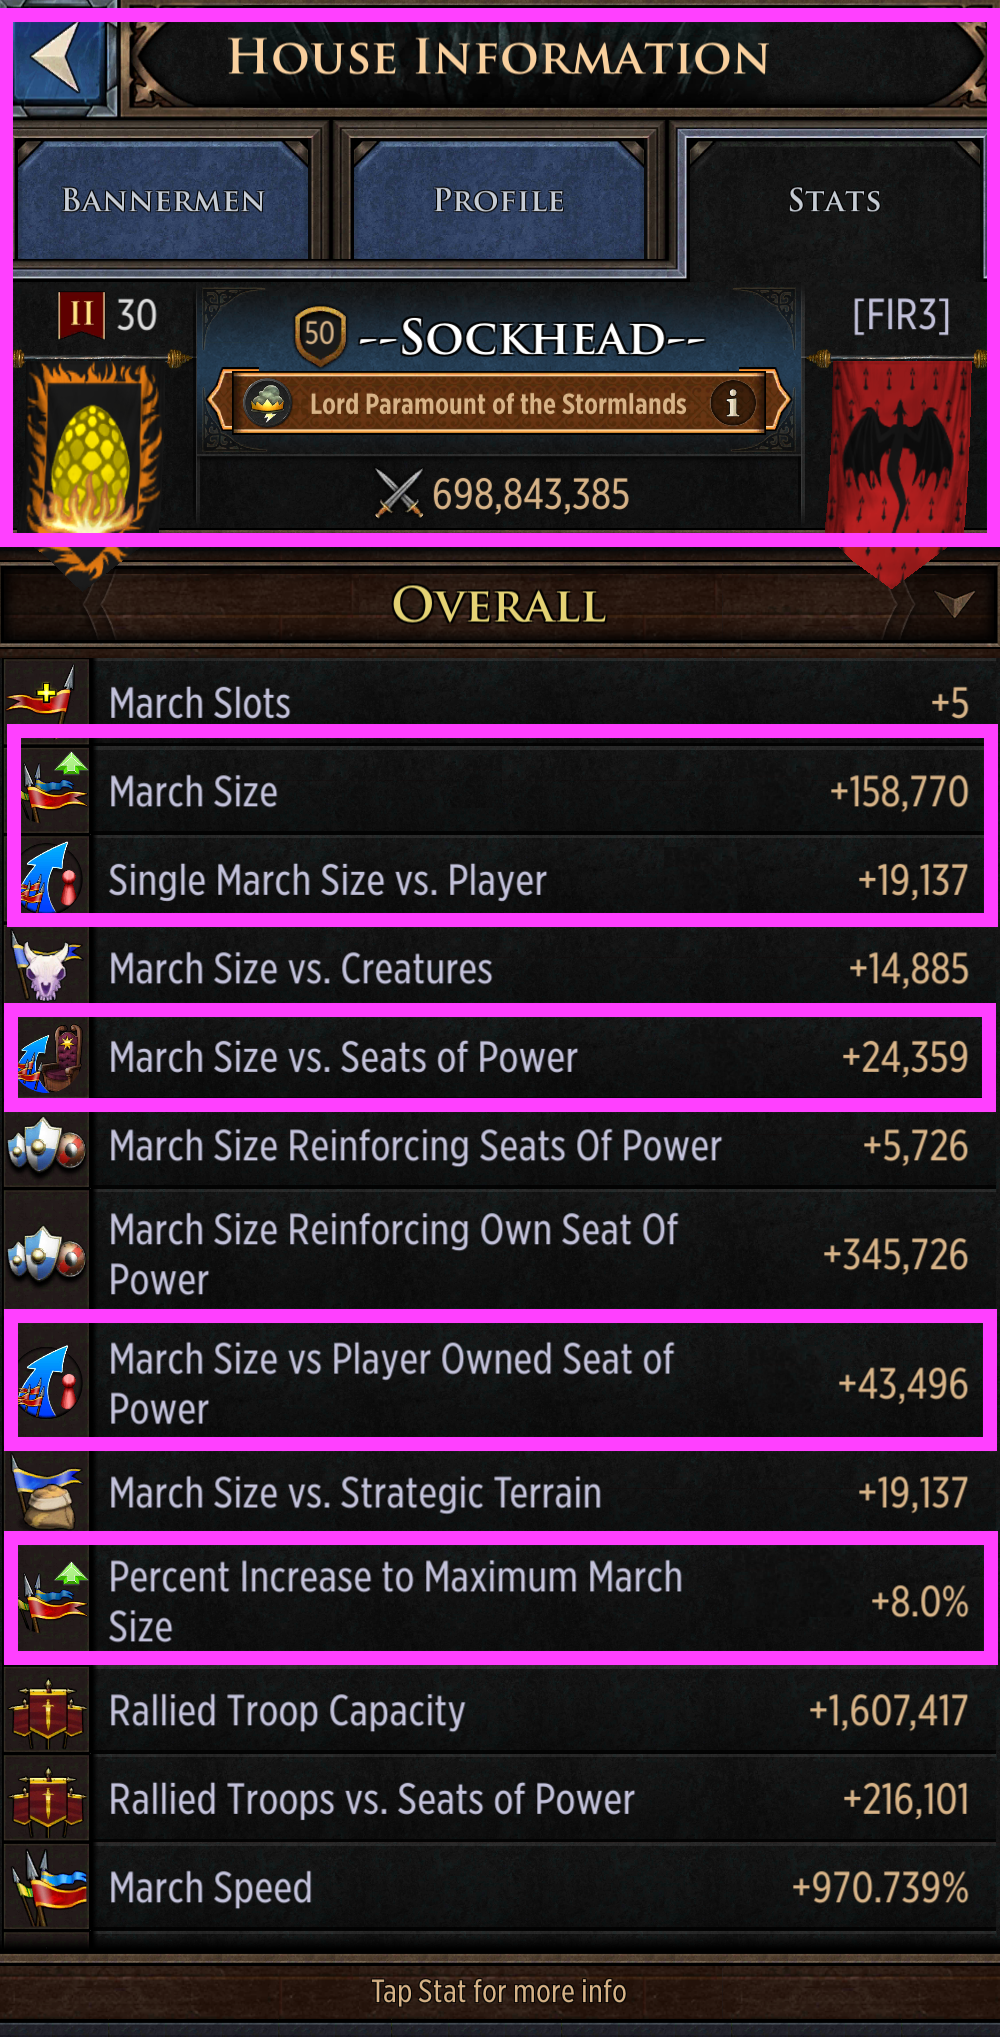 House Information
Bannermen
Profile
Stats
II 30
50 --Sockhead--
[FIR3]
Lord Paramount of the Stormlands i
698,843,385
Overall
March Slots +5
March Size +158,770
Single March Size vs. Player +19,137
March Size vs. Creatures +14,885
March Size vs. Seats of Power +24,359
March Size Reinforcing Seats Of Power +5,726
March Size Reinforcing Own Seat Of
Power +345,726
March Size vs Player Owned Seat of
Power +43,496
March Size vs. Strategic Terrain +19,137
Percent Increase to Maximum March
Size +8.0%
Rallied Troop Capacity +1,607,417
Rallied Troops vs. Seats of Power +216,101
March Speed +970.739%
Tap Stat for more info